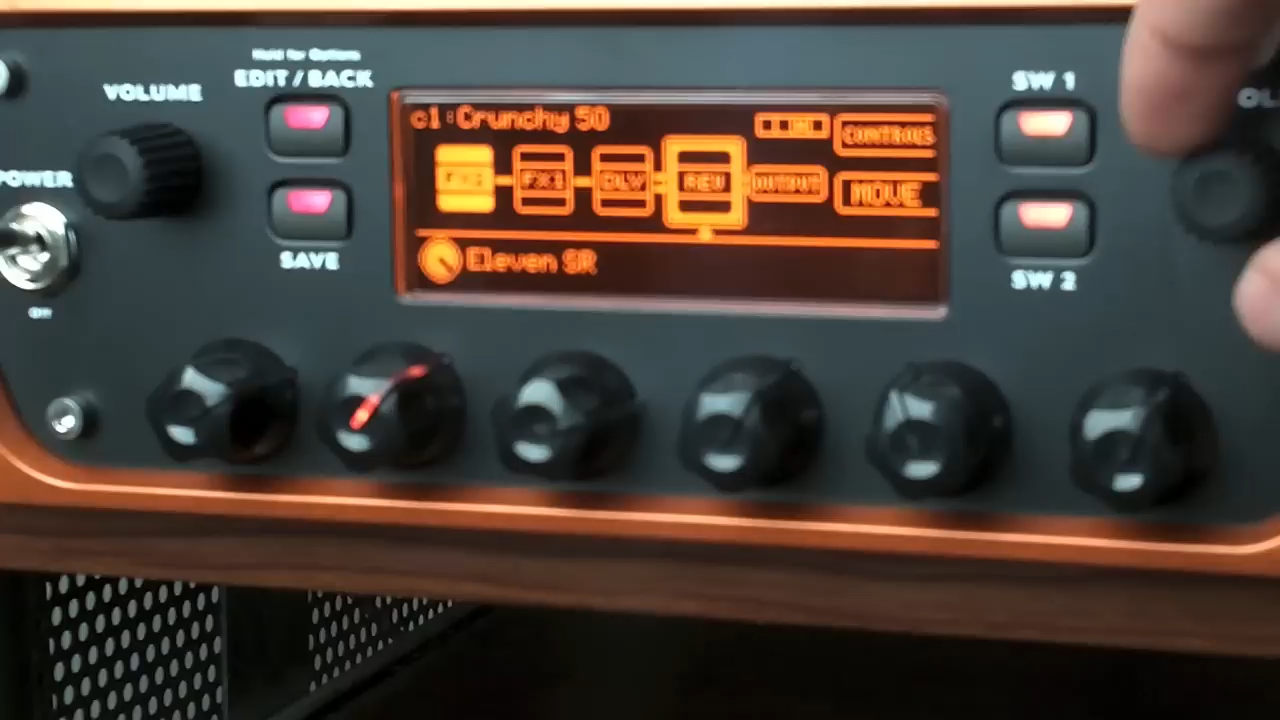 Hold for Options
EDIT / BACK
VOLUME
POWER
SAVE
Off
c1: Crunchy 50
FX1
DLY
REV
OUTPUT
CONTROLS
MOVE
Eleven SR
SW 1
SW 2